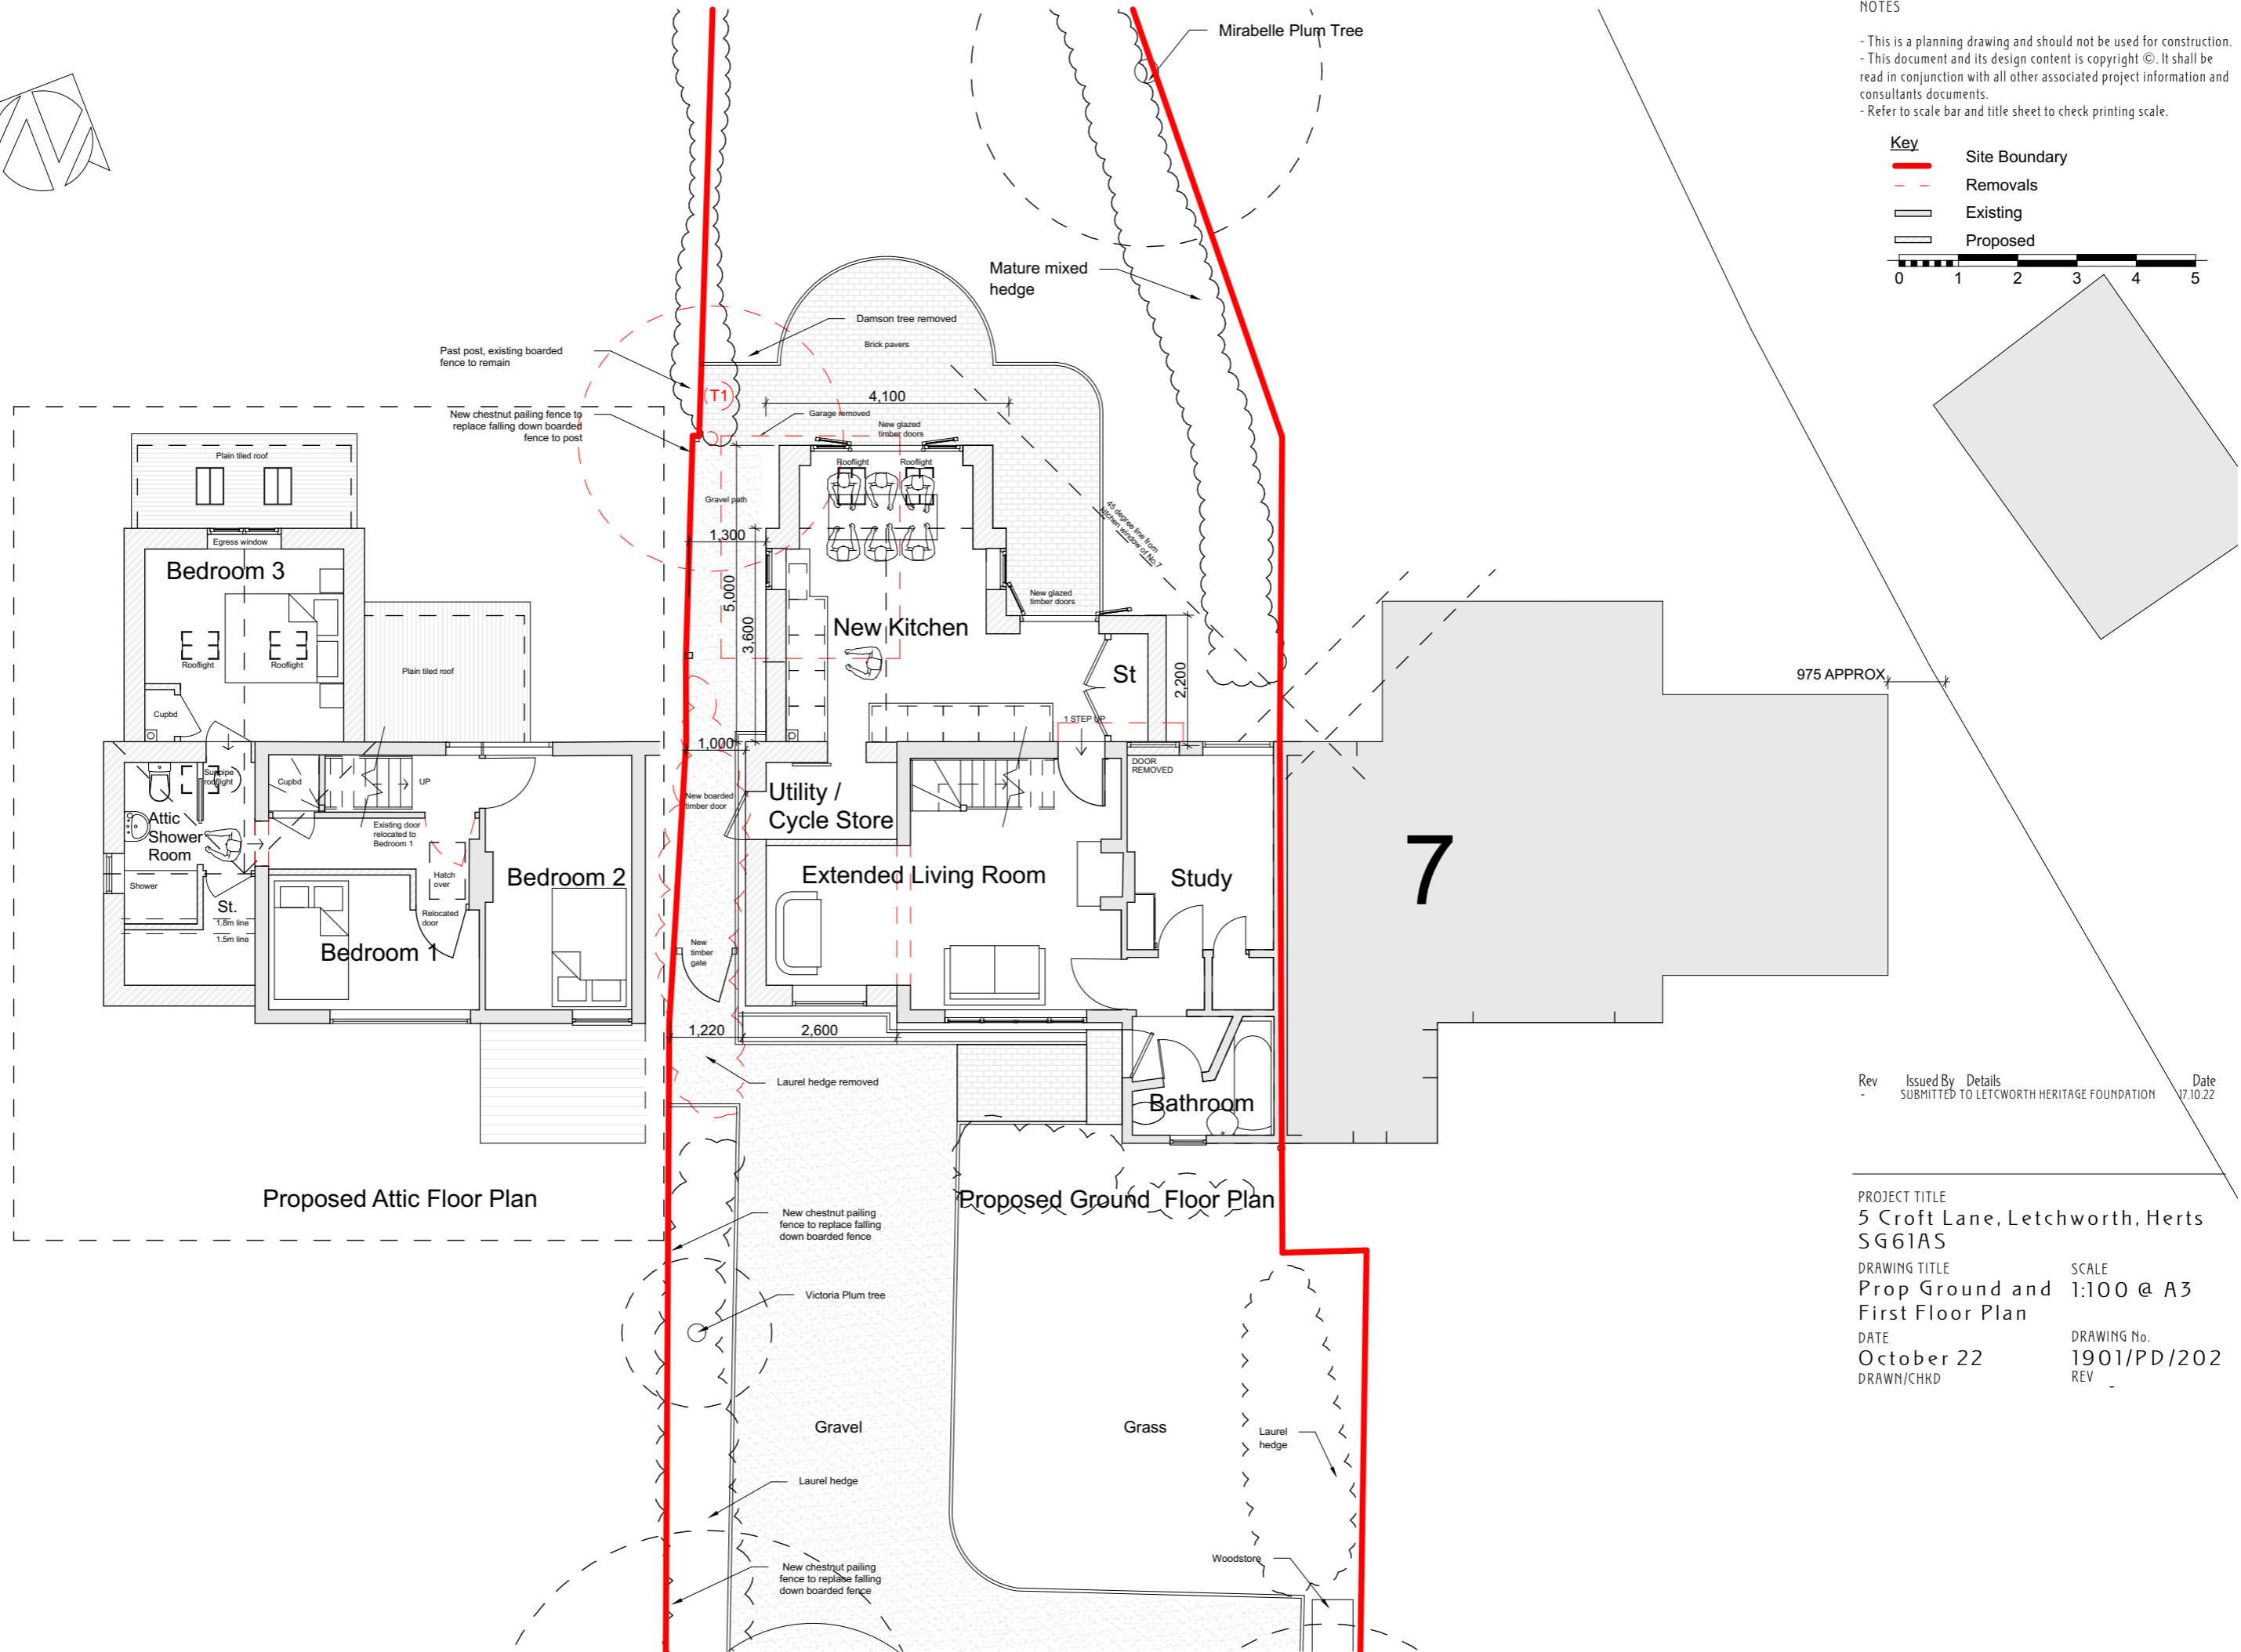 NOTES
- This is a planning drawing and should not be used for construction.
- This document and its design content is copyright ©. It shall be
read in conjunction with all other associated project information and
consultants documents.
- Refer to scale bar and title sheet to check printing scale.
Key
Site Boundary
Removals
Existing
Proposed
0 1 2 3 4 5
Mirabelle Plum Tree
Mature mixed
hedge
Damson tree removed
Brick pavers
Past post, existing boarded
fence to remain
(T1)
4,100
New chestnut pailing fence to
replace falling down boarded
fence to post
Garage removed
New glazed
timber doors
Rooflight
Rooflight
Gravel path
1,300
5,000
3,600
45 degree line from
kitchen window of No.7
New glazed
timber doors
New Kitchen
St
2,200
1 STEP UP
975 APPROX
Plain tiled roof
Egress window
Bedroom 3
Rooflight
Rooflight
Plain tiled roof
Cupbd
Sunpipe
rooflight
Cupbd
UP
Attic
Shower
Room
Existing door
relocated to
Bedroom 1
Hatch
over
Bedroom 2
Shower
St.
1.8m line
1.5m line
Relocated
door
Bedroom 1
1,000
New boarded
timber door
Utility /
Cycle Store
DOOR
REMOVED
Extended Living Room
Study
7
New
timber
gate
1,220
2,600
Laurel hedge removed
Bathroom
Proposed Attic Floor Plan
Proposed Ground Floor Plan
New chestnut pailing
fence to replace falling
down boarded fence
Victoria Plum tree
Gravel
Grass
Laurel
hedge
Laurel hedge
Woodstore
New chestnut pailing
fence to replace falling
down boarded fence
Rev Issued By Details Date
- SUBMITTED TO LETCWORTH HERITAGE FOUNDATION 17.10.22
PROJECT TITLE
5 Croft Lane, Letchworth, Herts
SG61AS
DRAWING TITLE
Prop Ground and
First Floor Plan
SCALE
1:100 @ A3
DATE
October 22
DRAWING No.
1901/PD/202
DRAWN/CHKD
REV
-